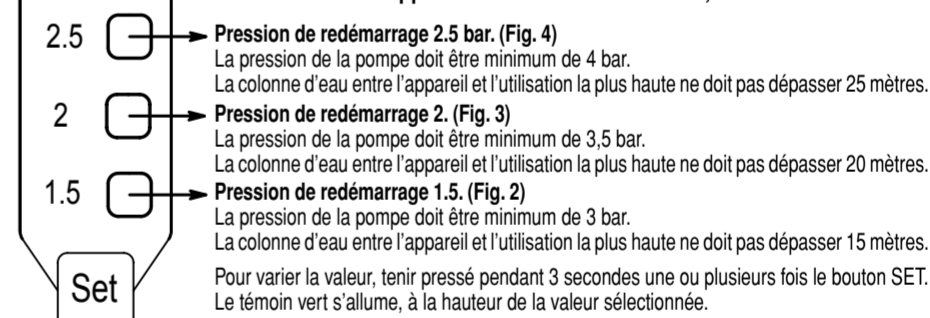 2.5
Pression de redémarrage 2.5 bar. (Fig. 4)
La pression de la pompe doit être minimum de 4 bar.
La colonne d'eau entre l'appareil et l'utilisation la plus haute ne doit pas dépasser 25 mètres.
2
Pression de redémarrage 2. (Fig. 3)
La pression de la pompe doit être minimum de 3,5 bar.
La colonne d'eau entre l'appareil et l'utilisation la plus haute ne doit pas dépasser 20 mètres.
1.5
Pression de redémarrage 1.5. (Fig. 2)
La pression de la pompe doit être minimum de 3 bar.
La colonne d'eau entre l'appareil et l'utilisation la plus haute ne doit pas dépasser 15 mètres.
Set
Pour varier la valeur, tenir pressé pendant 3 secondes une ou plusieurs fois le bouton SET.
Le témoin vert s'allume, à la hauteur de la valeur sélectionnée.